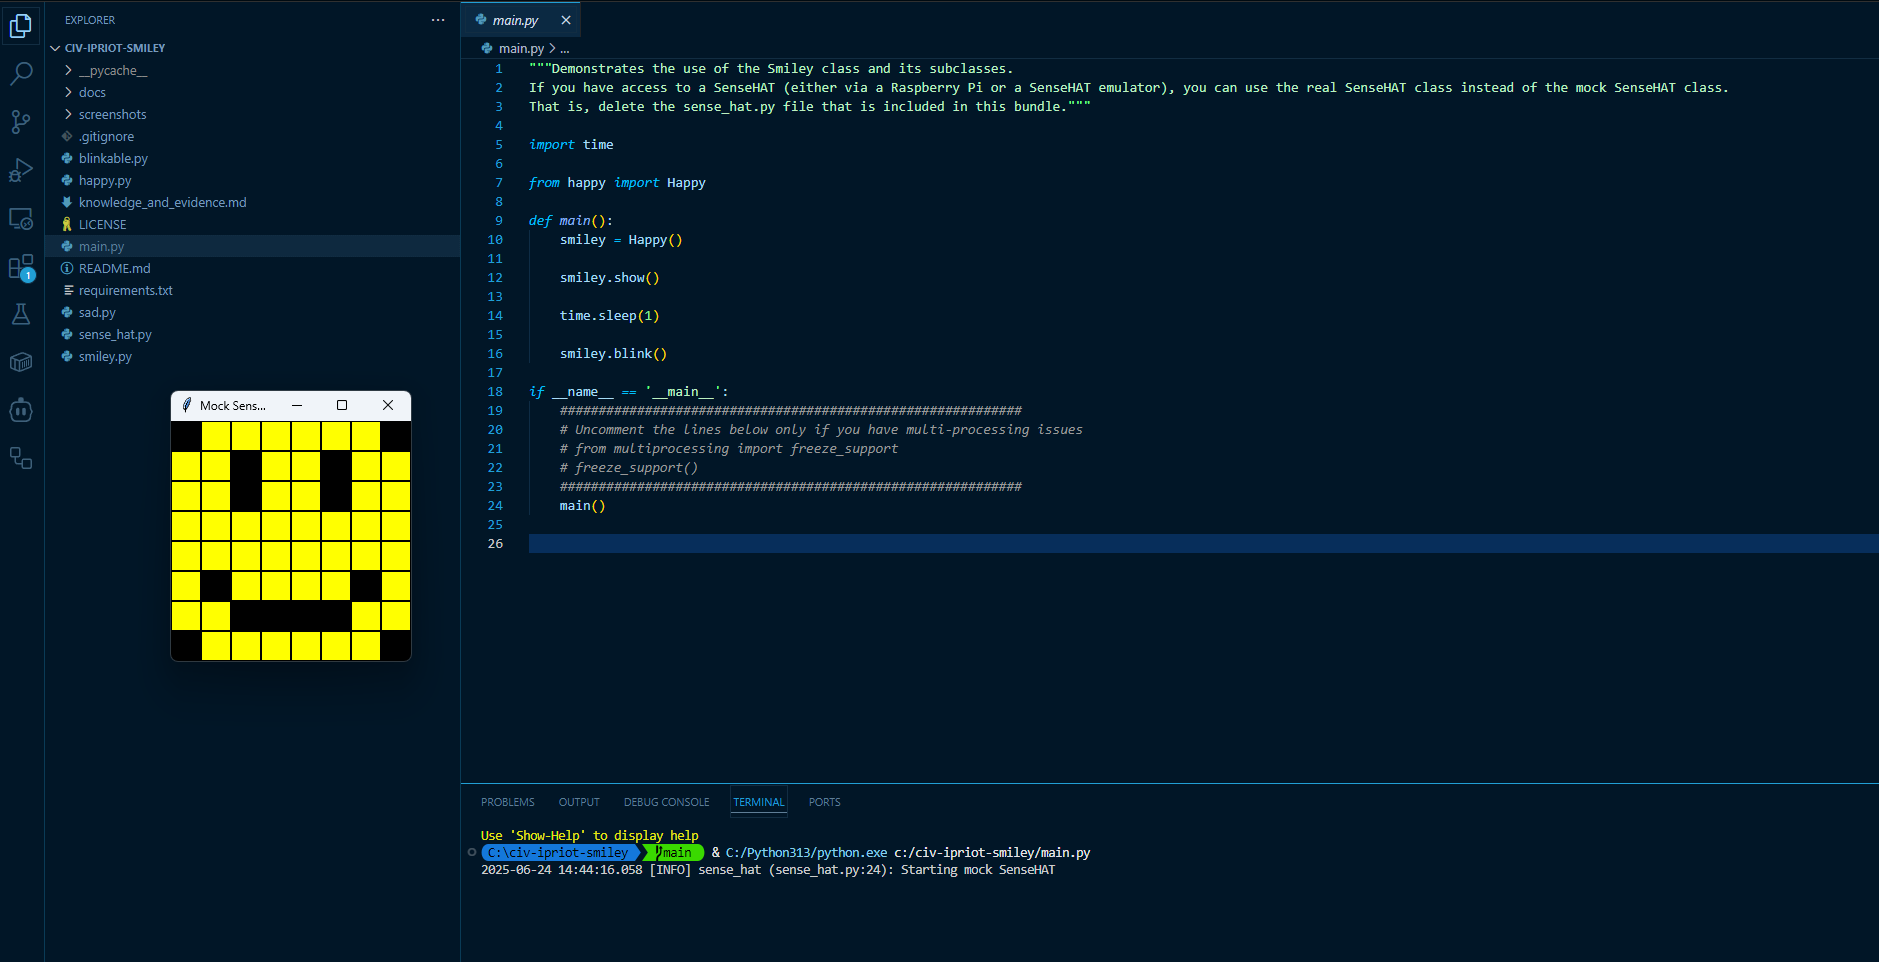 EXPLORER
CIV-IPRIOT-SMILEY
__pycache__
docs
screenshots
.gitignore
blinkable.py
happy.py
knowledge_and_evidence.md
LICENSE
main.py
README.md
requirements.txt
sad.py
sense_hat.py
smiley.py
1
Mock Sens...
main.py
main.py > ...
1 """Demonstrates the use of the Smiley class and its subclasses.
2 If you have access to a SenseHAT (either via a Raspberry Pi or a SenseHAT emulator), you can use the real SenseHAT class instead of the mock SenseHAT class.
3 That is, delete the sense_hat.py file that is included in this bundle."""
4
5 import time
6
7 from happy import Happy
8
9 def main():
10     smiley = Happy()
11
12     smiley.show()
13
14     time.sleep(1)
15
16     smiley.blink()
17
18 if __name__ == '__main__':
19     ############################################################
20     # Uncomment the lines below only if you have multi-processing issues
21     # from multiprocessing import freeze_support
22     # freeze_support()
23     ############################################################
24     main()
25
26
PROBLEMS OUTPUT DEBUG CONSOLE TERMINAL PORTS
Use 'Show-Help' to display help
C:\civ-ipriot-smiley main & C:/Python313/python.exe c:/civ-ipriot-smiley/main.py
2025-06-24 14:44:16.058 [INFO] sense_hat (sense_hat.py:24): Starting mock SenseHAT